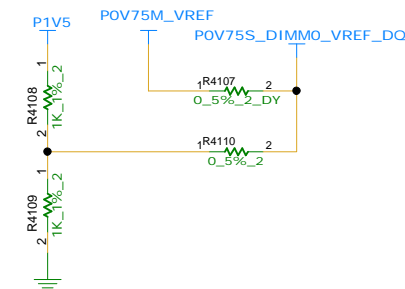 P0V75M_VREF
P1V5
P0V75S_DIMM0_VREF_DQ
1
R4108
1K_1%_2
2
1 R4107 2
0_5%_2_DY
1 R4110 2
0_5%_2
1
R4109
1K_1%_2
2